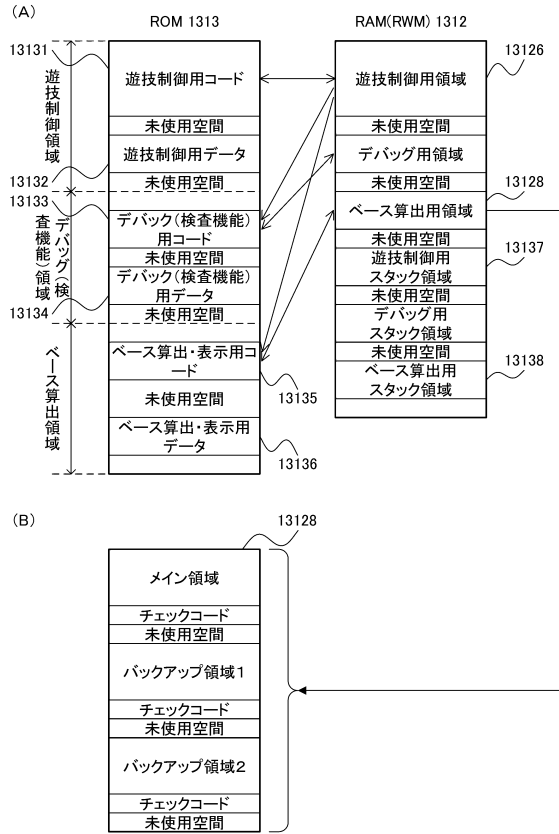 (A)
ROM 1313
RAM(RWM) 1312
13131
遊技制御領域
遊技制御用コード
未使用空間
遊技制御用データ
未使用空間
13132
13133
デバッグ(検
査機能)領域
デバック(検査機能)
用コード
未使用空間
デバック(検査機能)
用データ
未使用空間
13134
ベース算出領域
ベース算出・表示用コ
ード
13135
未使用空間
ベース算出・表示用
データ
13136
遊技制御用領域
13126
未使用空間
デバッグ用領域
未使用空間
13128
ベース算出用領域
未使用空間
遊技制御用
スタック領域
13137
未使用空間
デバッグ用
スタック領域
未使用空間
ベース算出用
スタック領域
13138
(B)
13128
メイン領域
チェックコード
未使用空間
バックアップ領域1
チェックコード
未使用空間
バックアップ領域2
チェックコード
未使用空間